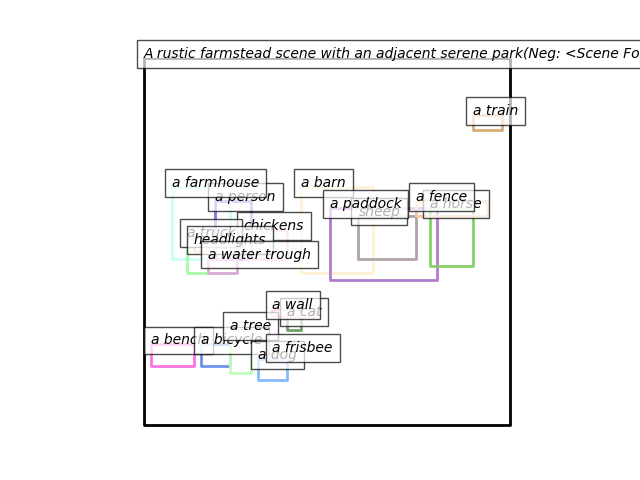 A rustic farmstead scene with an adjacent serene park(Neg: <Scene Fo
a train
a farmhouse
a barn
a person
a fence
a horse
a paddock
sheep
chickens
a truck
headlights
a water trough
a wall
a cat
a tree
a bench
a bicycle
a frisbee
a dog